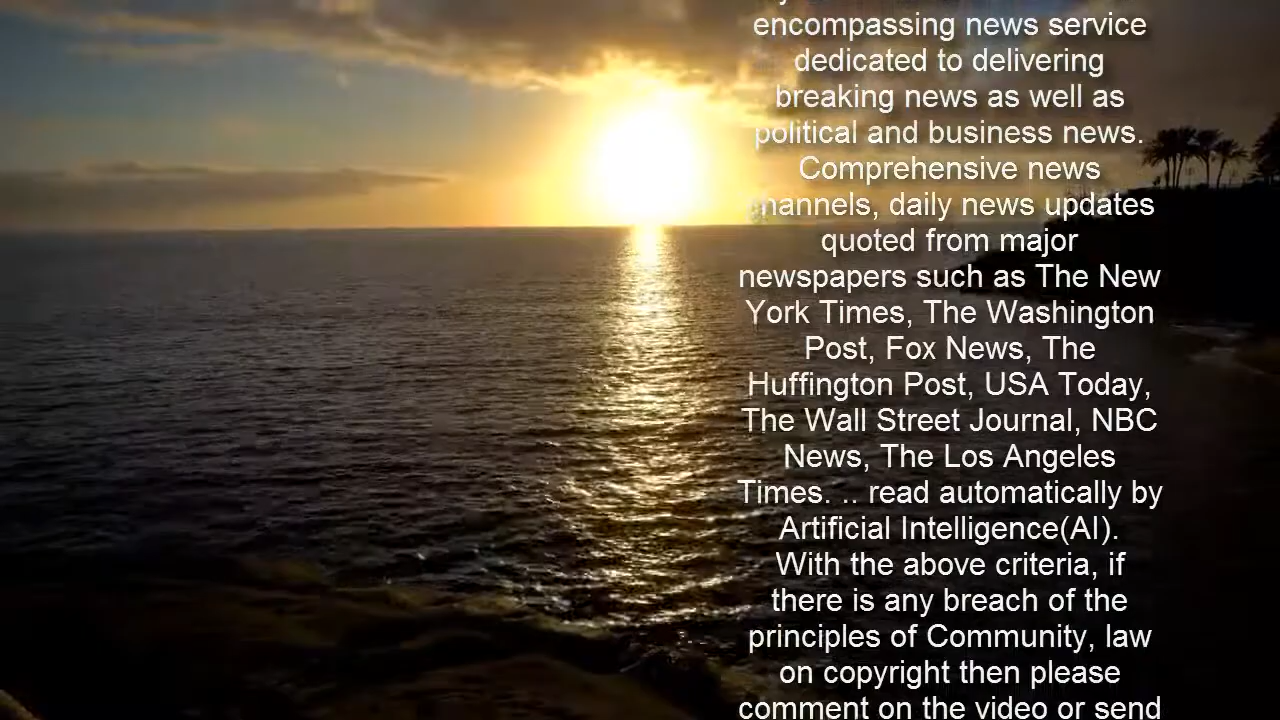 encompassing news service
dedicated to delivering
breaking news as well as
political and business news.
Comprehensive news
channels, daily news updates
quoted from major
newspapers such as The New
York Times, The Washington
Post, Fox News, The
Huffington Post, USA Today,
The Wall Street Journal, NBC
News, The Los Angeles
Times. .. read automatically by
Artificial Intelligence(AI).
With the above criteria, if
there is any breach of the
principles of Community, law
on copyright then please
comment on the video or send